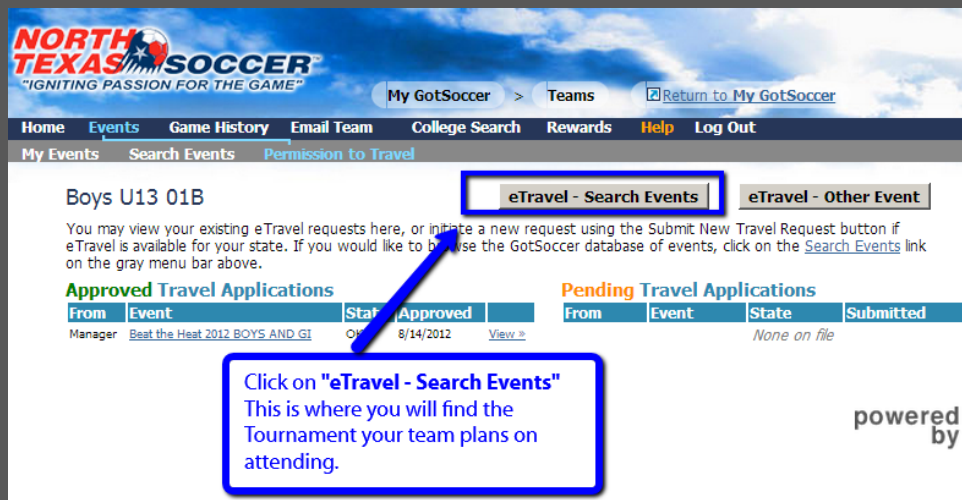 NORTH
TEXAS SOCCER
"IGNITING PASSION FOR THE GAME"
My GotSoccer > Teams Return to My GotSoccer
Home Events Game History Email Team College Search Rewards Help Log Out
My Events Search Events Permission to Travel
Boys U13 01B eTravel - Search Events eTravel - Other Event
You may view your existing eTravel requests here, or initiate a new request using the Submit New Travel Request button if
eTravel is available for your state. If you would like to browse the GotSoccer database of events, click on the Search Events link
on the gray menu bar above.
Approved Travel Applications Pending Travel Applications
From Event State Approved From Event State Submitted
Manager Beat the Heat 2012 BOYS AND GI OK 8/14/2012 View » None on file
Click on "eTravel - Search Events"
This is where you will find the
Tournament your team plans on
attending.
powered
by